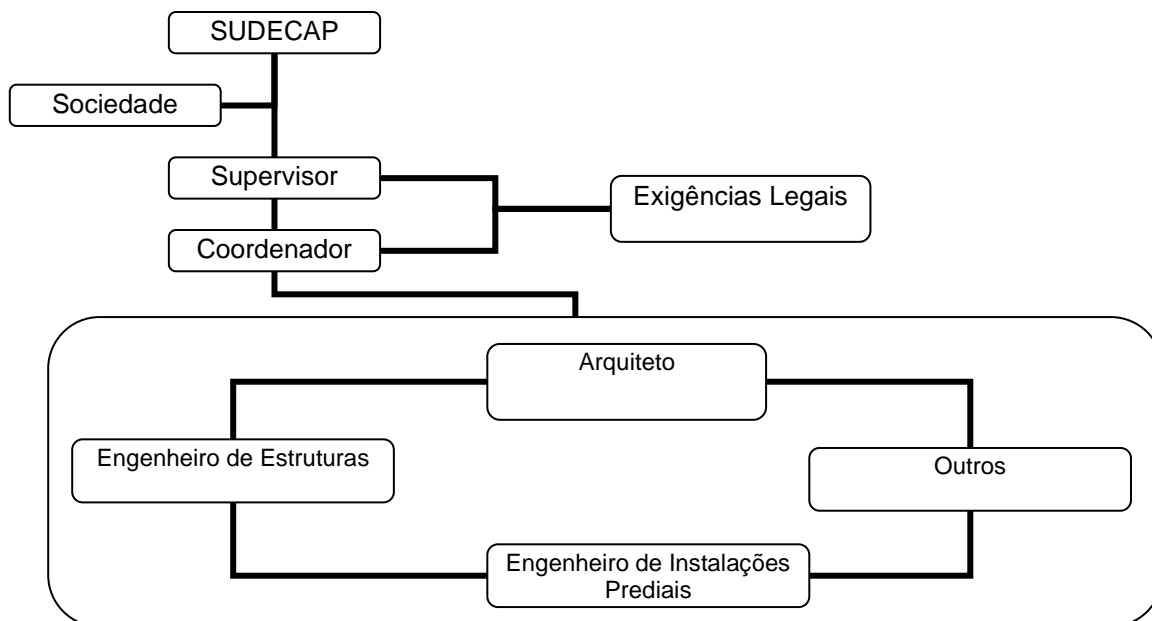 SUDECAP
Sociedade
Supervisor
Exigências Legais
Coordenador
Arquiteto
Engenheiro de Estruturas
Outros
Engenheiro de Instalações
Prediais